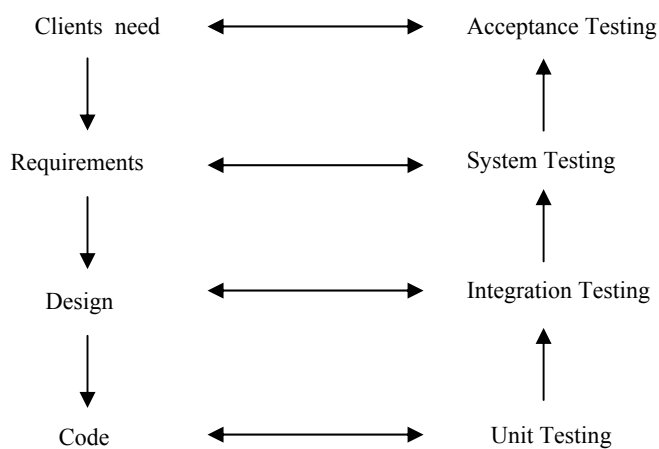 Clients need
Acceptance Testing
Requirements
System Testing
Design
Integration Testing
Code
Unit Testing